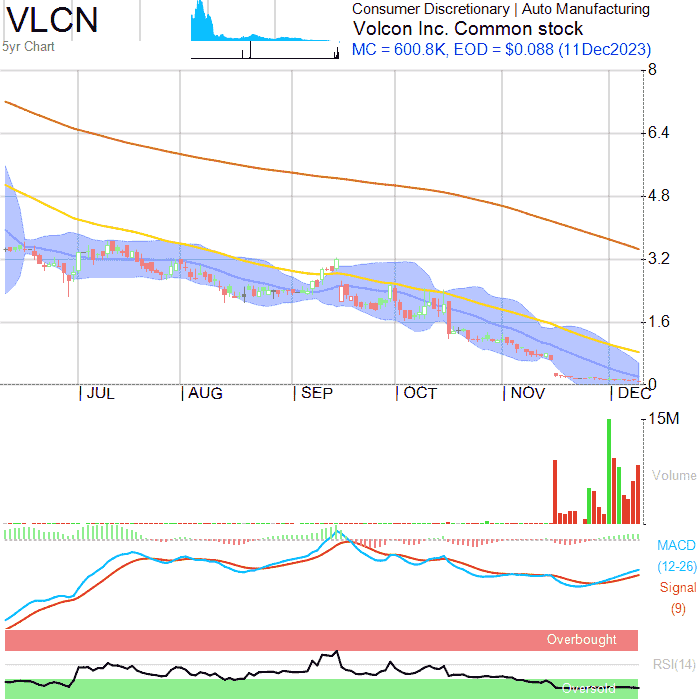 VLCN
5yr Chart
Consumer Discretionary | Auto Manufacturing
Volcon Inc. Common stock
MC = 600.8K, EOD = $0.088 (11Dec2023)
8
6.4
4.8
3.2
1.6
0
| JUL | AUG | SEP | OCT | NOV | DEC
15M
Volume
MACD
(12-26)
Signal
(9)
Overbought
RSI(14)
Oversold